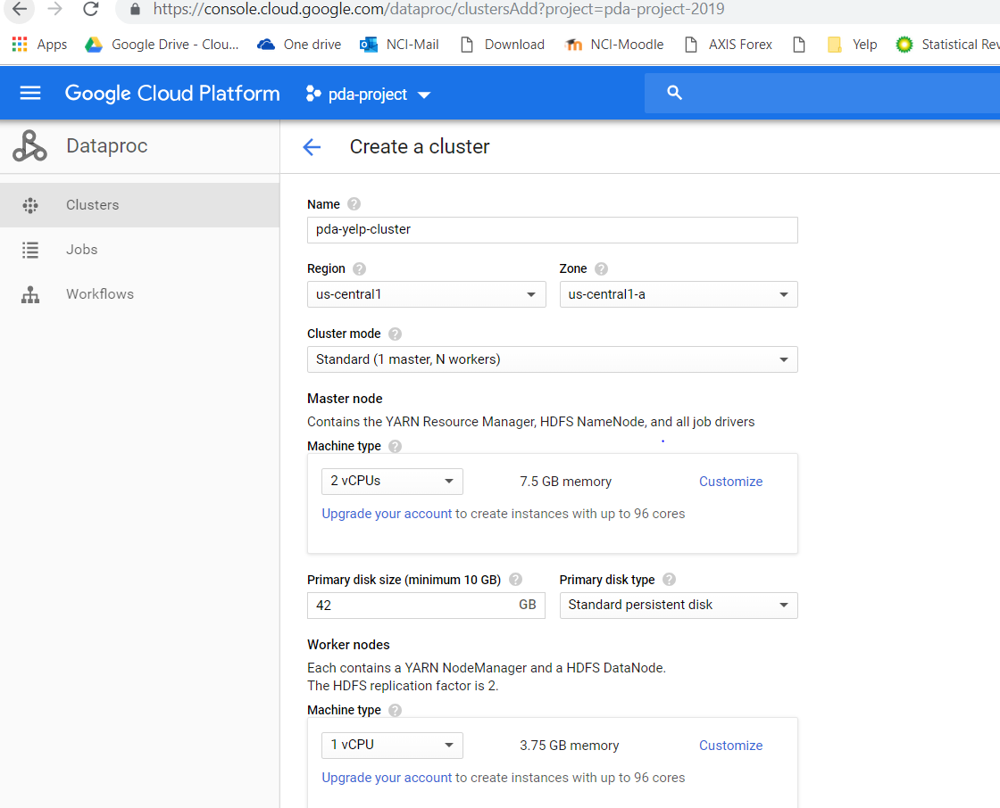 https://console.cloud.google.com/dataproc/clustersAdd?project=pda-project-2019
Apps Google Drive - Clou... One drive NCI-Mail Download NCI-Moodle AXIS Forex Yelp Statistical Rev
Google Cloud Platform pda-project
Dataproc Create a cluster
Clusters
Jobs
Workflows
Name
pda-yelp-cluster
Region Zone
us-central1 us-central1-a
Cluster mode
Standard (1 master, N workers)
Master node
Contains the YARN Resource Manager, HDFS NameNode, and all job drivers
Machine type
2 vCPUs 7.5 GB memory Customize
Upgrade your account to create instances with up to 96 cores
Primary disk size (minimum 10 GB) Primary disk type
42 GB Standard persistent disk
Worker nodes
Each contains a YARN NodeManager and a HDFS DataNode.
The HDFS replication factor is 2.
Machine type
1 vCPU 3.75 GB memory Customize
Upgrade your account to create instances with up to 96 cores